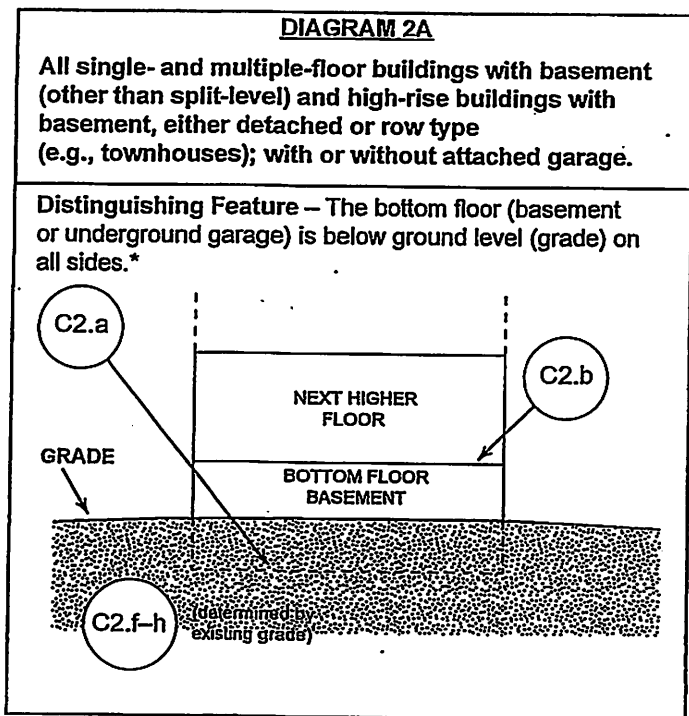 DIAGRAM 2A
All single- and multiple-floor buildings with basement
(other than split-level) and high-rise buildings with
basement, either detached or row type
(e.g., townhouses); with or without attached garage.
Distinguishing Feature – The bottom floor (basement
or underground garage) is below ground level (grade) on
all sides.*
C2.a
C2.b
NEXT HIGHER
FLOOR
GRADE
BOTTOM FLOOR
BASEMENT
C2.f–h
(determined by
existing grade)